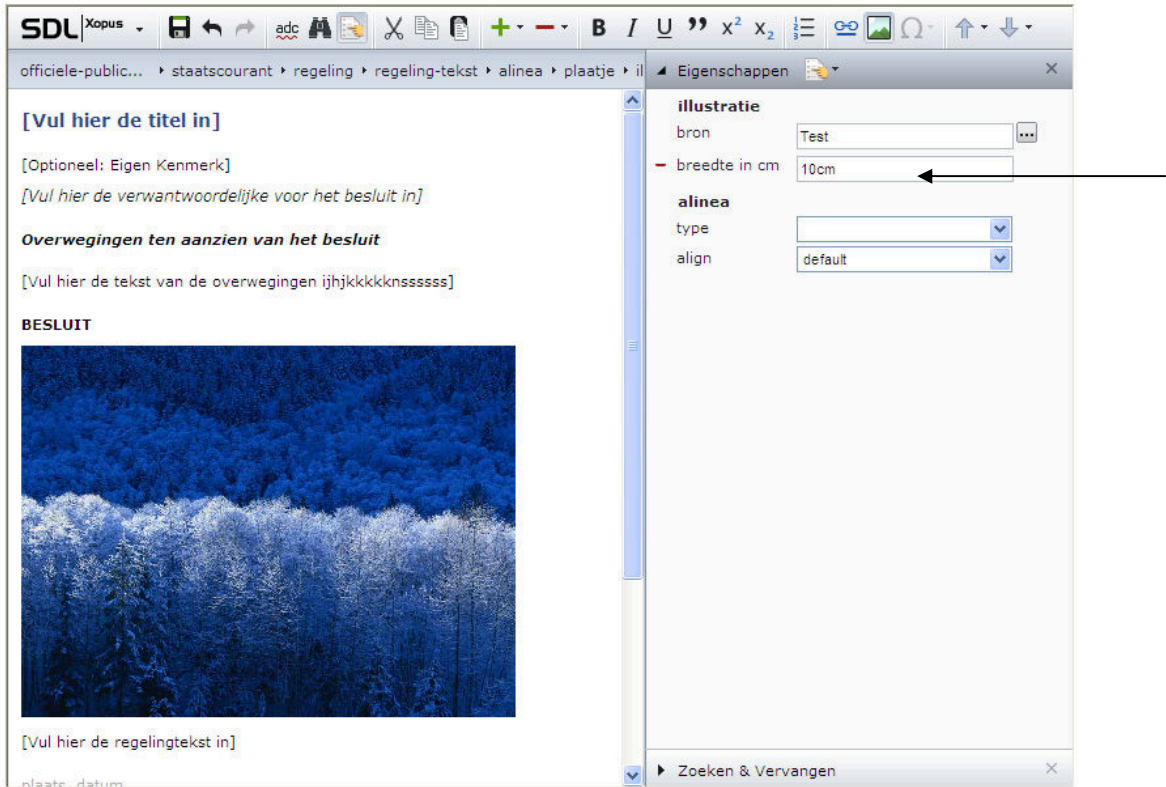 SDL Xopus
adc B I U x² x₂
officiele-public... staatscourant regeling regeling-tekst alinea plaatje il
[Vul hier de titel in]
[Optioneel: Eigen Kenmerk]
[Vul hier de verwantwoordelijke voor het besluit in]
Overwegingen ten aanzien van het besluit
[Vul hier de tekst van de overwegingen ijhjkkkkknssssss]
BESLUIT
[Vul hier de regelingtekst in]
plaats, datum
Eigenschappen
illustratie
bron Test ...
breedte in cm 10cm
alinea
type
align default
Zoeken & Vervangen